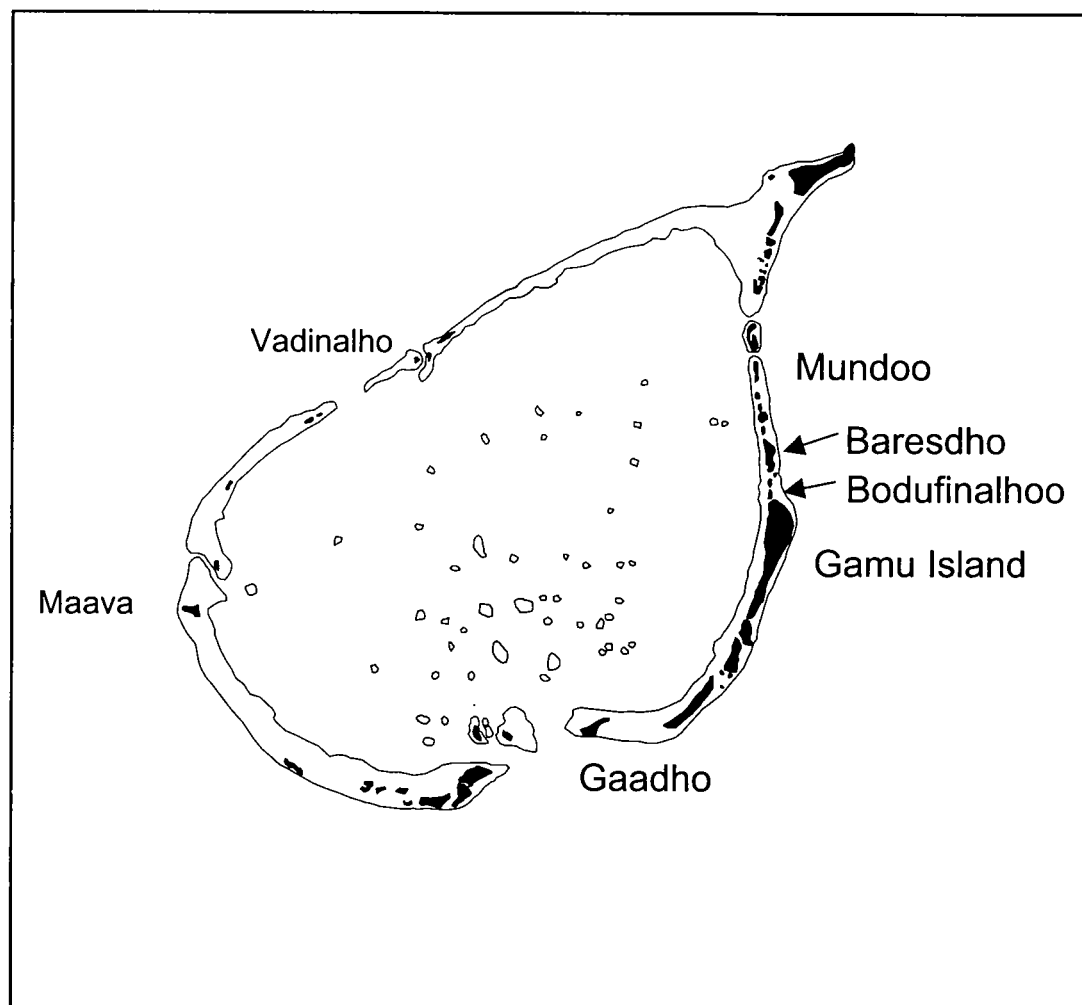 Vadinalho
Mundoo
Baresdho
Bodufinalhoo
Gamu Island
Maava
Gaadho